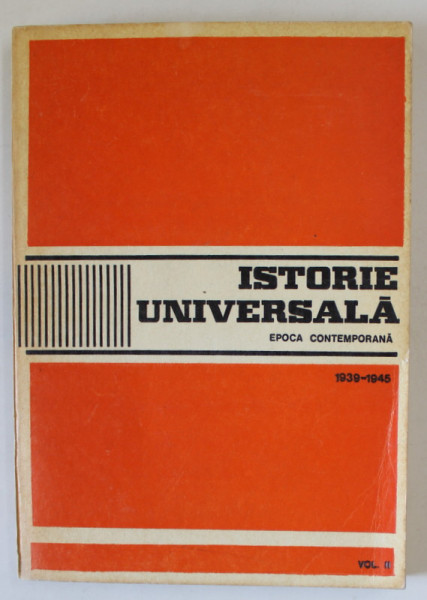 ISTORIE
UNIVERSALĂ
EPOCA CONTEMPORANĂ
1939-1945
VOL. II